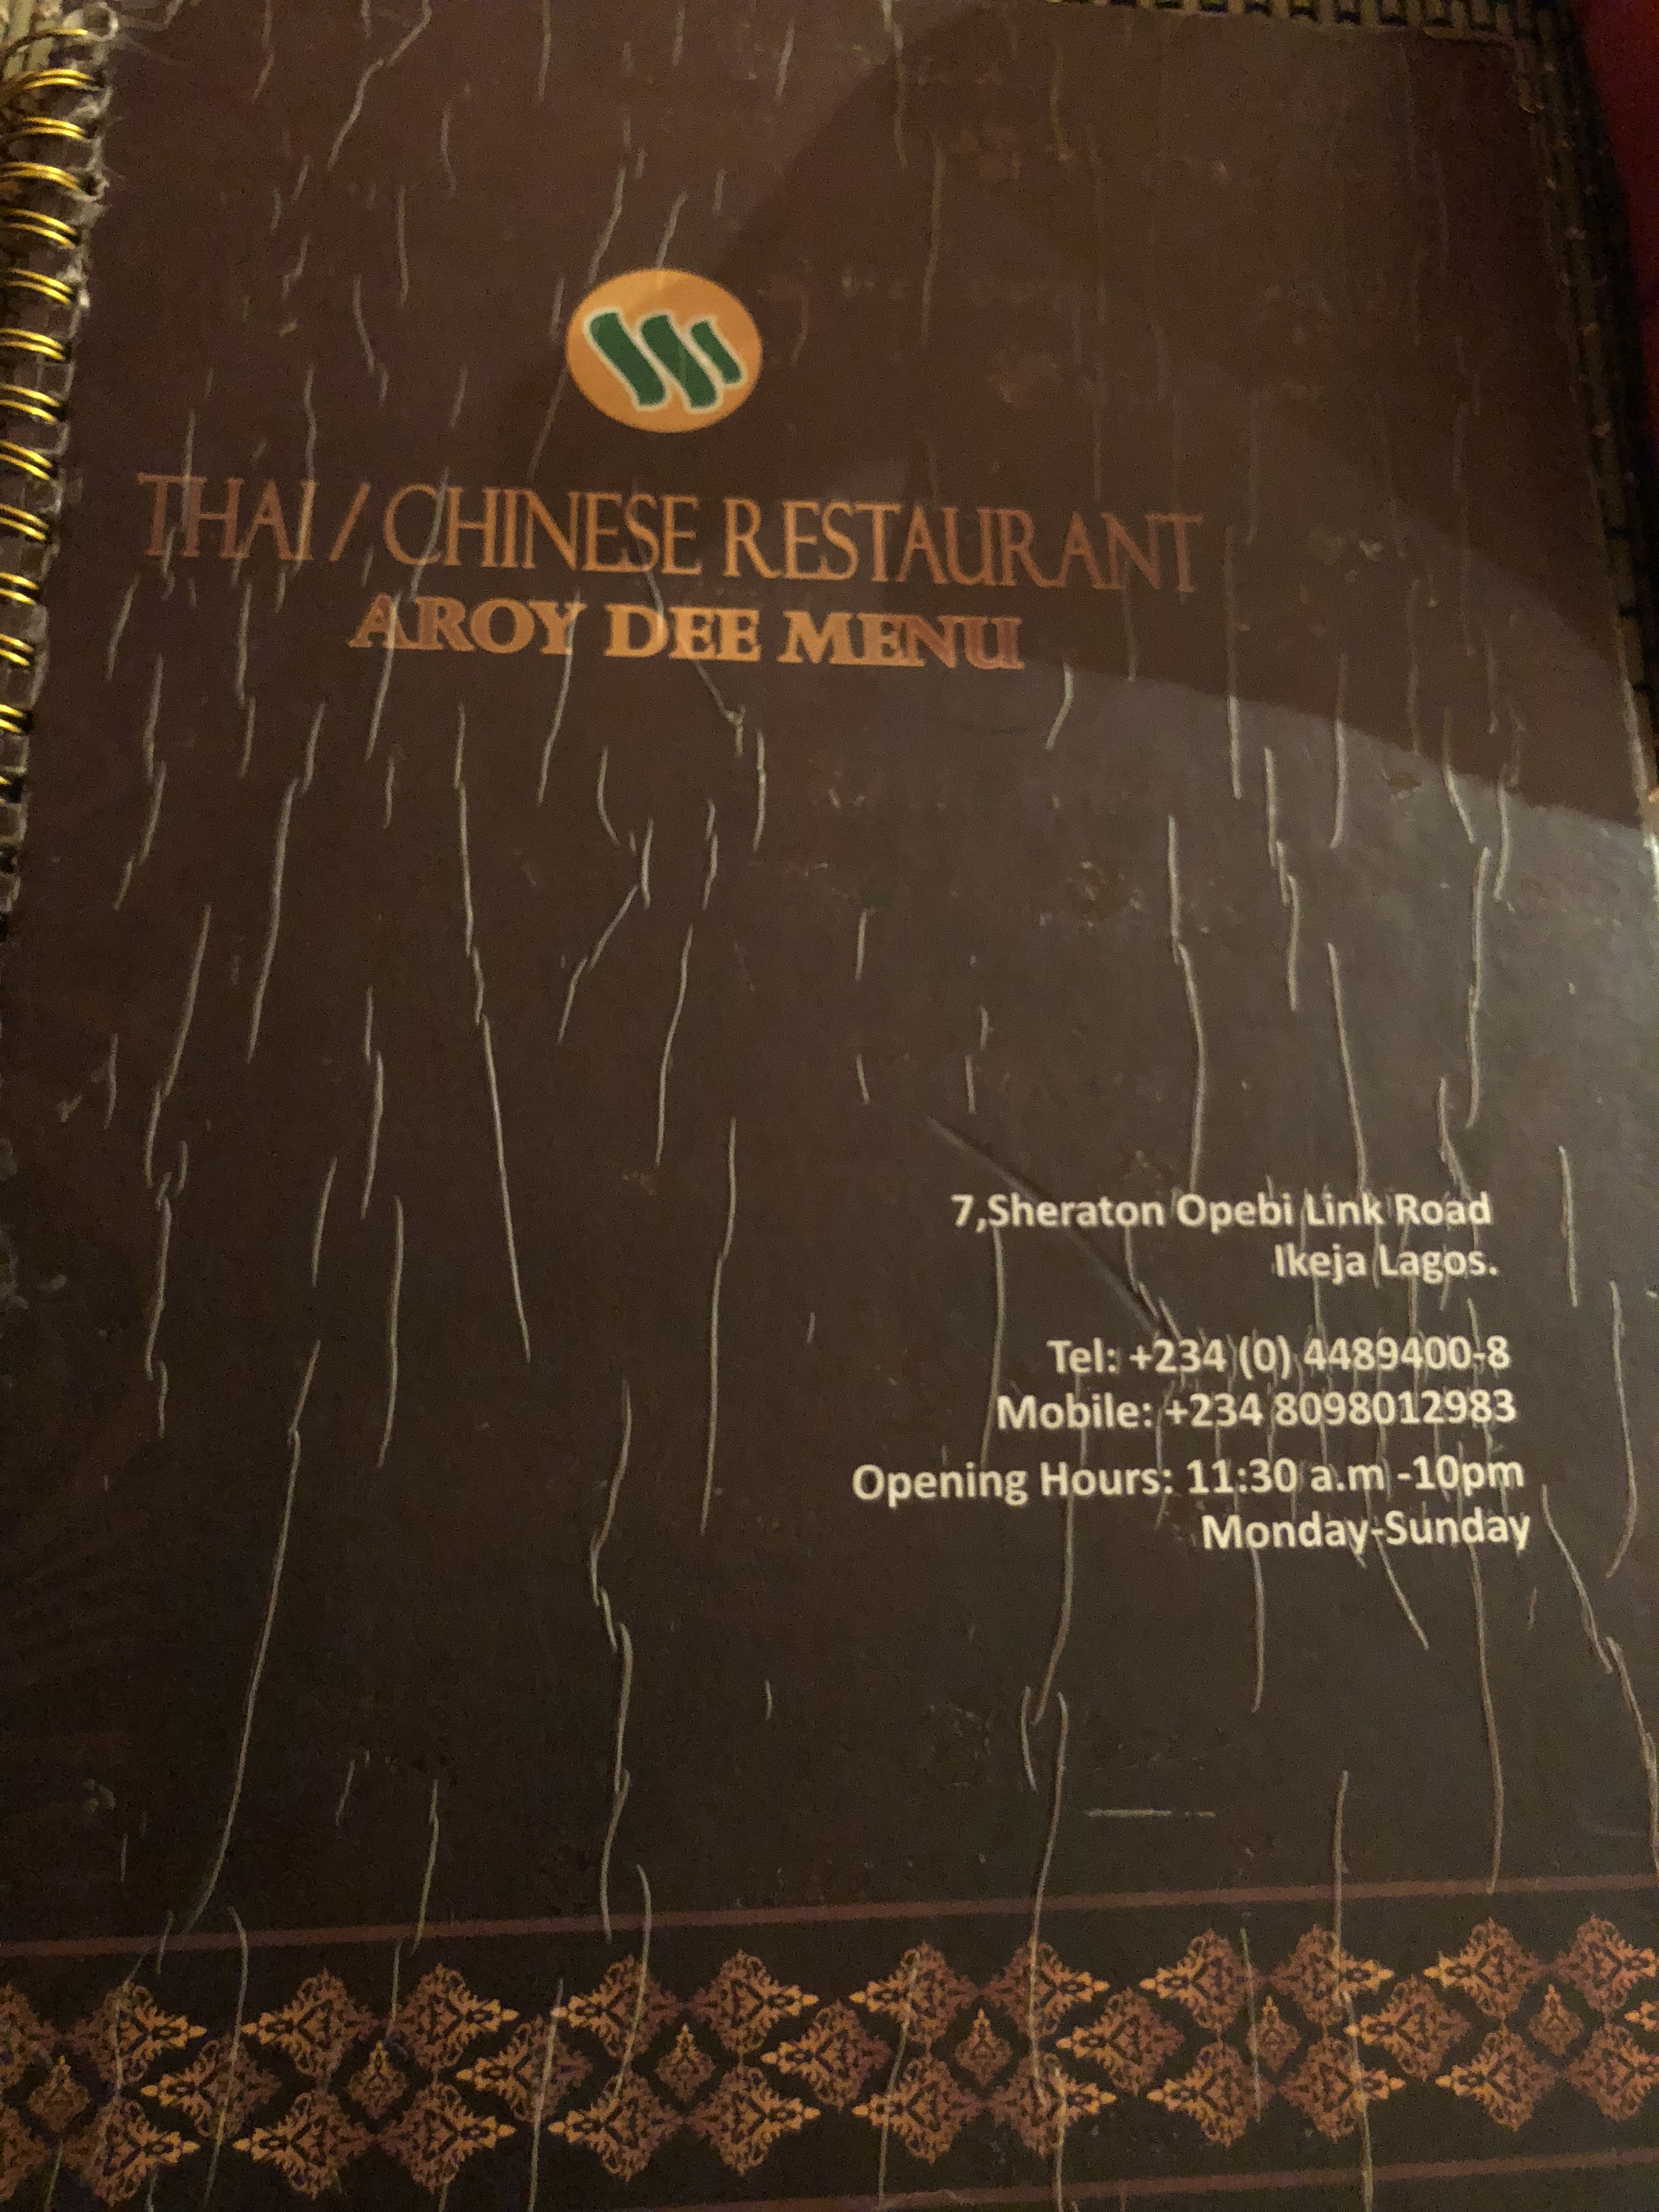 THAI / CHINESE RESTAURANT
AROY DEE MENU
7,Sheraton Opebi Link Road
Ikeja Lagos.
Tel: +234 (0) 4489400-8
Mobile: +234 8098012983
Opening Hours: 11:30 a.m -10pm
Monday-Sunday